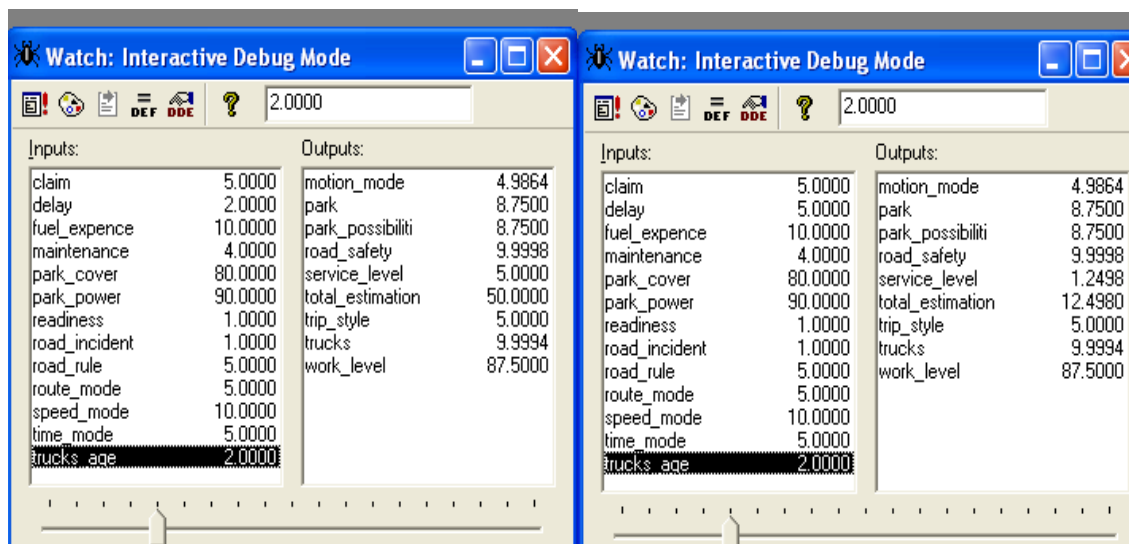 Watch: Interactive Debug Mode
DEF DDE 2.0000
Inputs: Outputs:
claim 5.0000 motion_mode 4.9864
delay 2.0000 park 8.7500
fuel_expence 10.0000 park_possibiliti 8.7500
maintenance 4.0000 road_safety 9.9998
park_cover 80.0000 service_level 5.0000
park_power 90.0000 total_estimation 50.0000
readiness 1.0000 trip_style 5.0000
road_incident 1.0000 trucks 9.9994
road_rule 5.0000 work_level 87.5000
route_mode 5.0000
speed_mode 10.0000
time_mode 5.0000
trucks_age 2.0000
Watch: Interactive Debug Mode
DEF DDE 2.0000
Inputs: Outputs:
claim 5.0000 motion_mode 4.9864
delay 5.0000 park 8.7500
fuel_expence 10.0000 park_possibiliti 8.7500
maintenance 4.0000 road_safety 9.9998
park_cover 80.0000 service_level 1.2498
park_power 90.0000 total_estimation 12.4980
readiness 1.0000 trip_style 5.0000
road_incident 1.0000 trucks 9.9994
road_rule 5.0000 work_level 87.5000
route_mode 5.0000
speed_mode 10.0000
time_mode 5.0000
trucks_age 2.0000